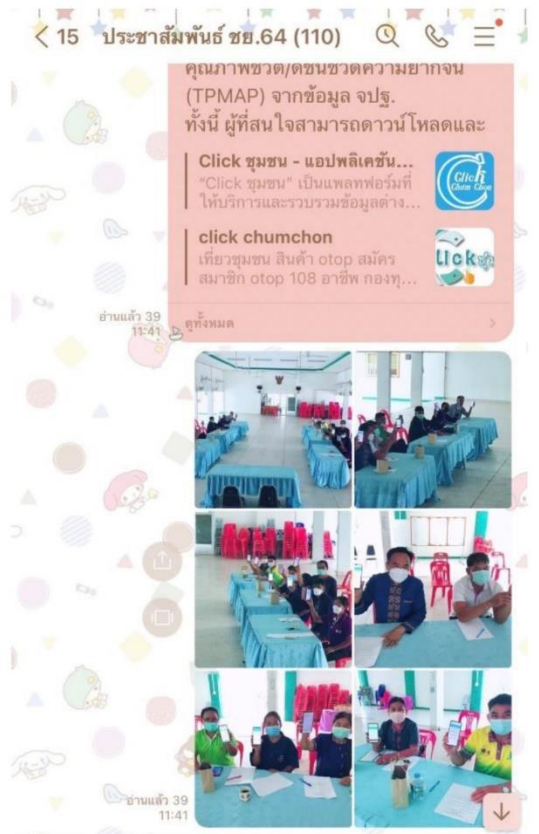 15 ประชาสัมพันธ์ ชย.64 (110)
คุณภาพชีวิต/ดัชนีชี้วัดความยากจน
(TPMAP) จากข้อมูล จปฐ.
ทั้งนี้ ผู้ที่สนใจสามารถดาวน์โหลดและ
Click ชุมชน - แอปพลิเคชัน...
“Click ชุมชน” เป็นแพลทฟอร์มที่
ให้บริการและรวบรวมข้อมูลต่าง...
Click
Chum Chon
click chumchon
เที่ยวชุมชน สินค้า otop สมัคร
สมาชิก otop 108 อาชีพ กองทุ...
Click
อ่านแล้ว 39
11:41
ดูทั้งหมด
อ่านแล้ว 39
11:41